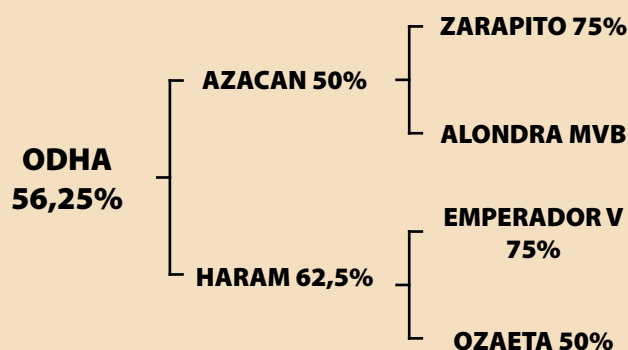 ZARAPITO 75%
AZACAN 50%
ALONDRA MVB
ODHA
56,25%
EMPERADOR V
75%
HARAM 62,5%
OZAETA 50%